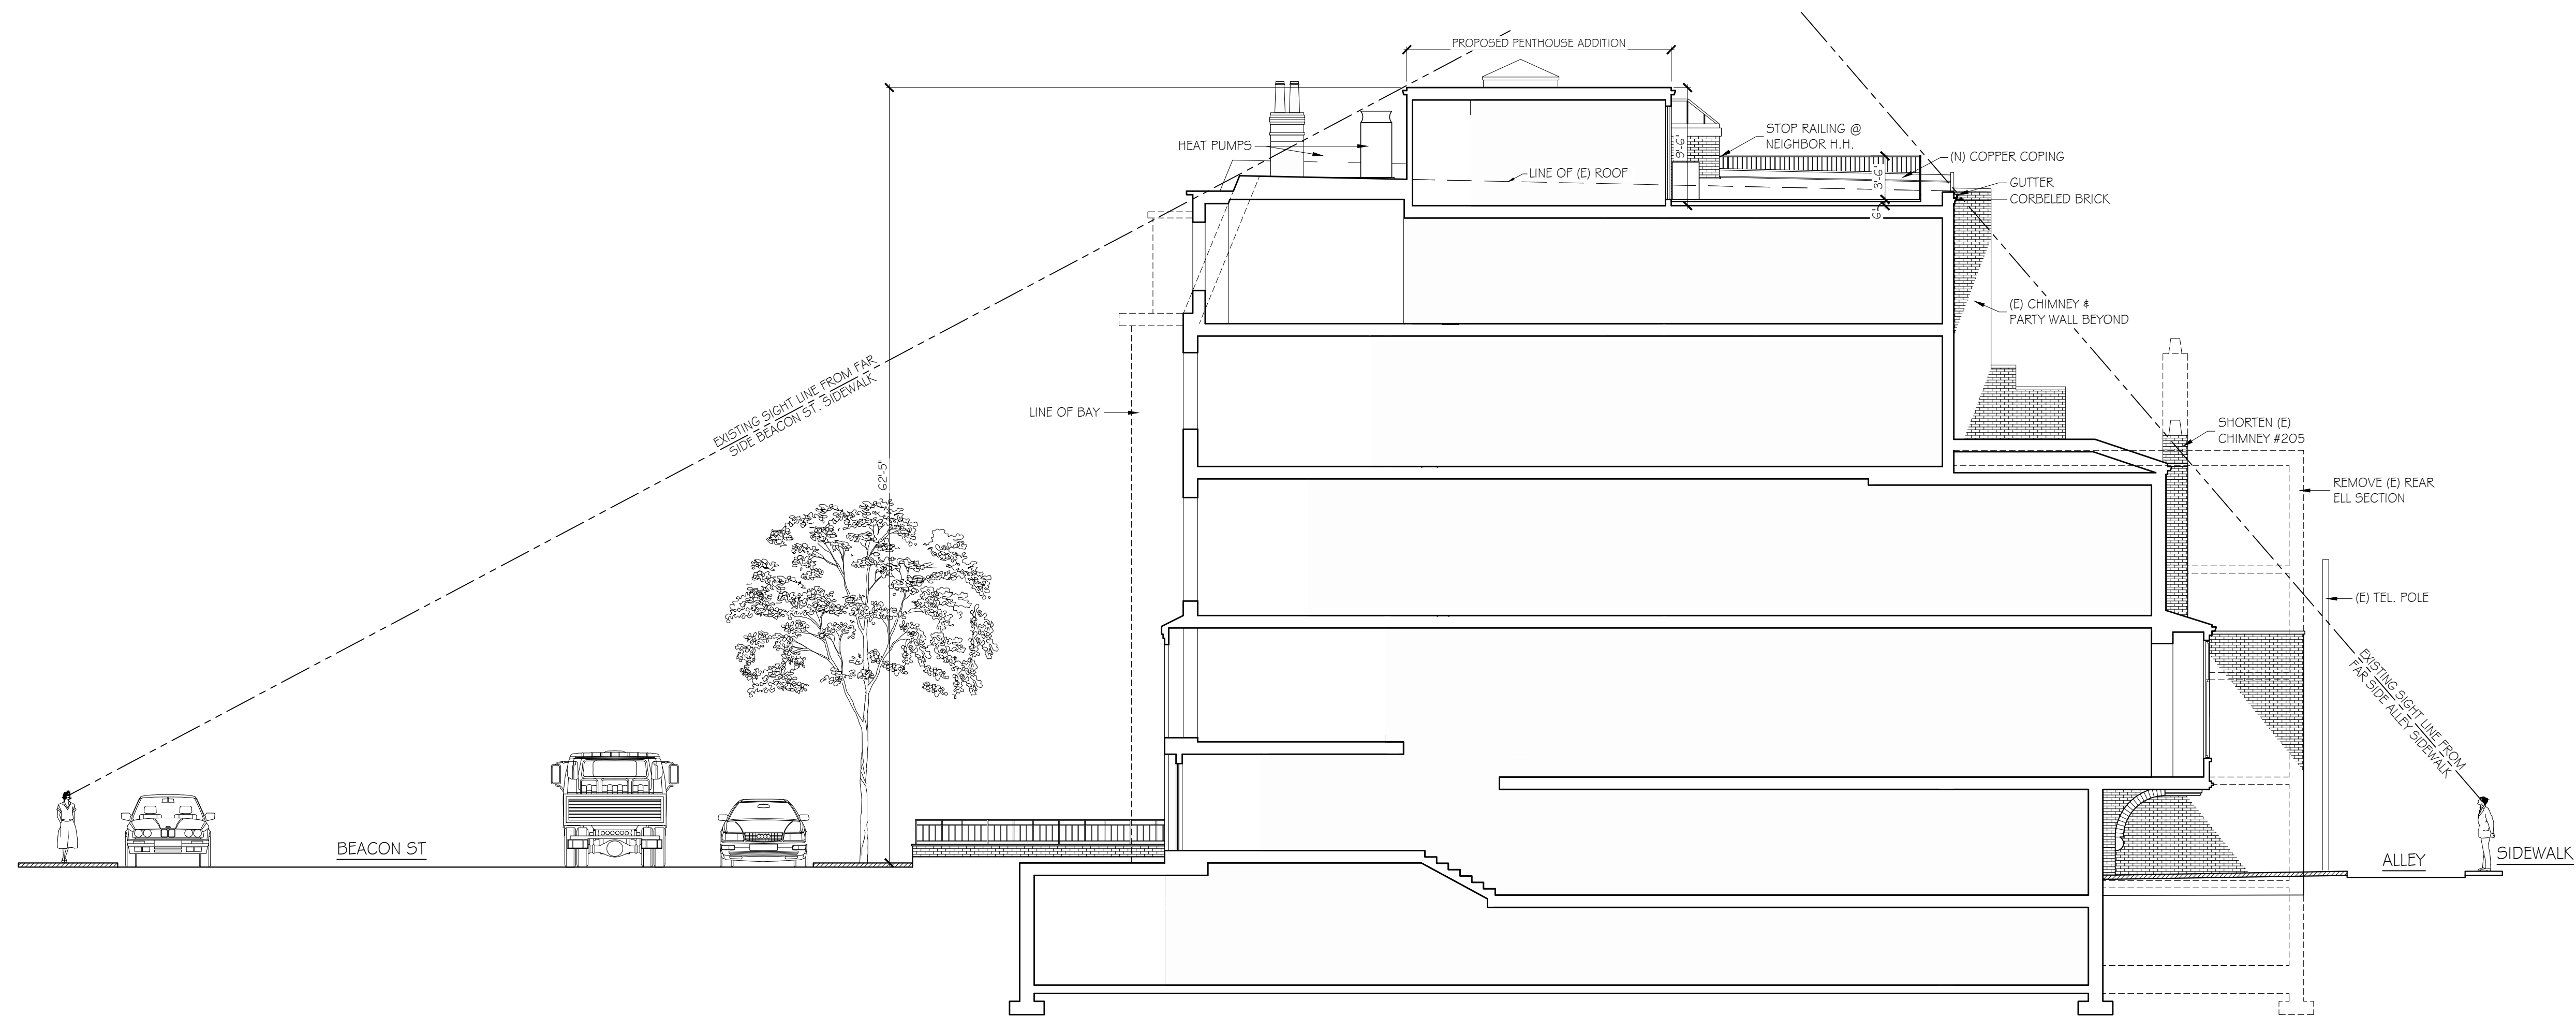 PROPOSED PENTHOUSE ADDITION
HEAT PUMPS
STOP RAILING @
NEIGHBOR H.H.
9'-6"
LINE OF (E) ROOF
3'-6"
6"
(N) COPPER COPING
GUTTER
CORBELED BRICK
(E) CHIMNEY &
PARTY WALL BEYOND
EXISTING SIGHT LINE FROM FAR
SIDE BEACON ST. SIDEWALK
LINE OF BAY
62'-5"
SHORTEN (E)
CHIMNEY #205
REMOVE (E) REAR
ELL SECTION
(E) TEL. POLE
EXISTING SIGHT LINE FROM
FAR SIDE ALLEY SIDEWALK
BEACON ST
ALLEY
SIDEWALK